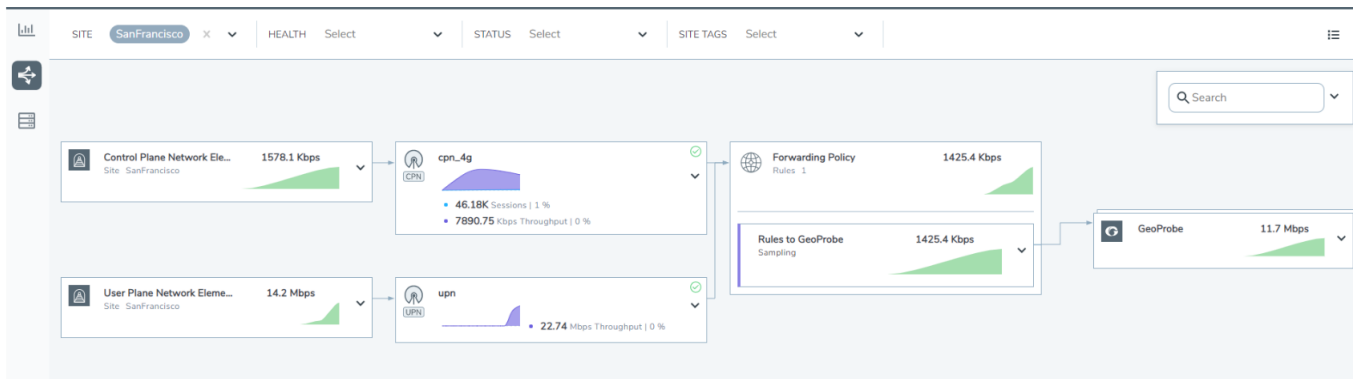 SITE SanFrancisco × HEALTH Select STATUS Select SITE TAGS Select
Search
Control Plane Network Ele... 1578.1 Kbps
Site SanFrancisco
cpn_4g
CPN
46.18K Sessions | 1 %
7890.75 Kbps Throughput | 0 %
Forwarding Policy 1425.4 Kbps
Rules 1
Rules to GeoProbe 1425.4 Kbps
Sampling
GeoProbe 11.7 Mbps
User Plane Network Eleme... 14.2 Mbps
Site SanFrancisco
upn
UPN
22.74 Mbps Throughput | 0 %